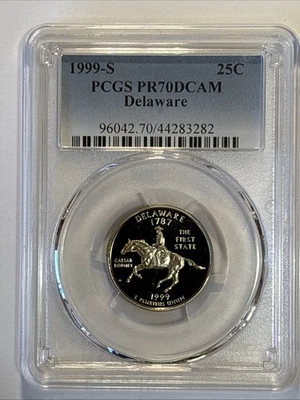 1999-S 25C
PCGS PR70DCAM
Delaware
96042.70/44283282
DELAWARE
1787
THE
FIRST
STATE
CAESAR
RODNEY
1999
E PLURIBUS UNUM